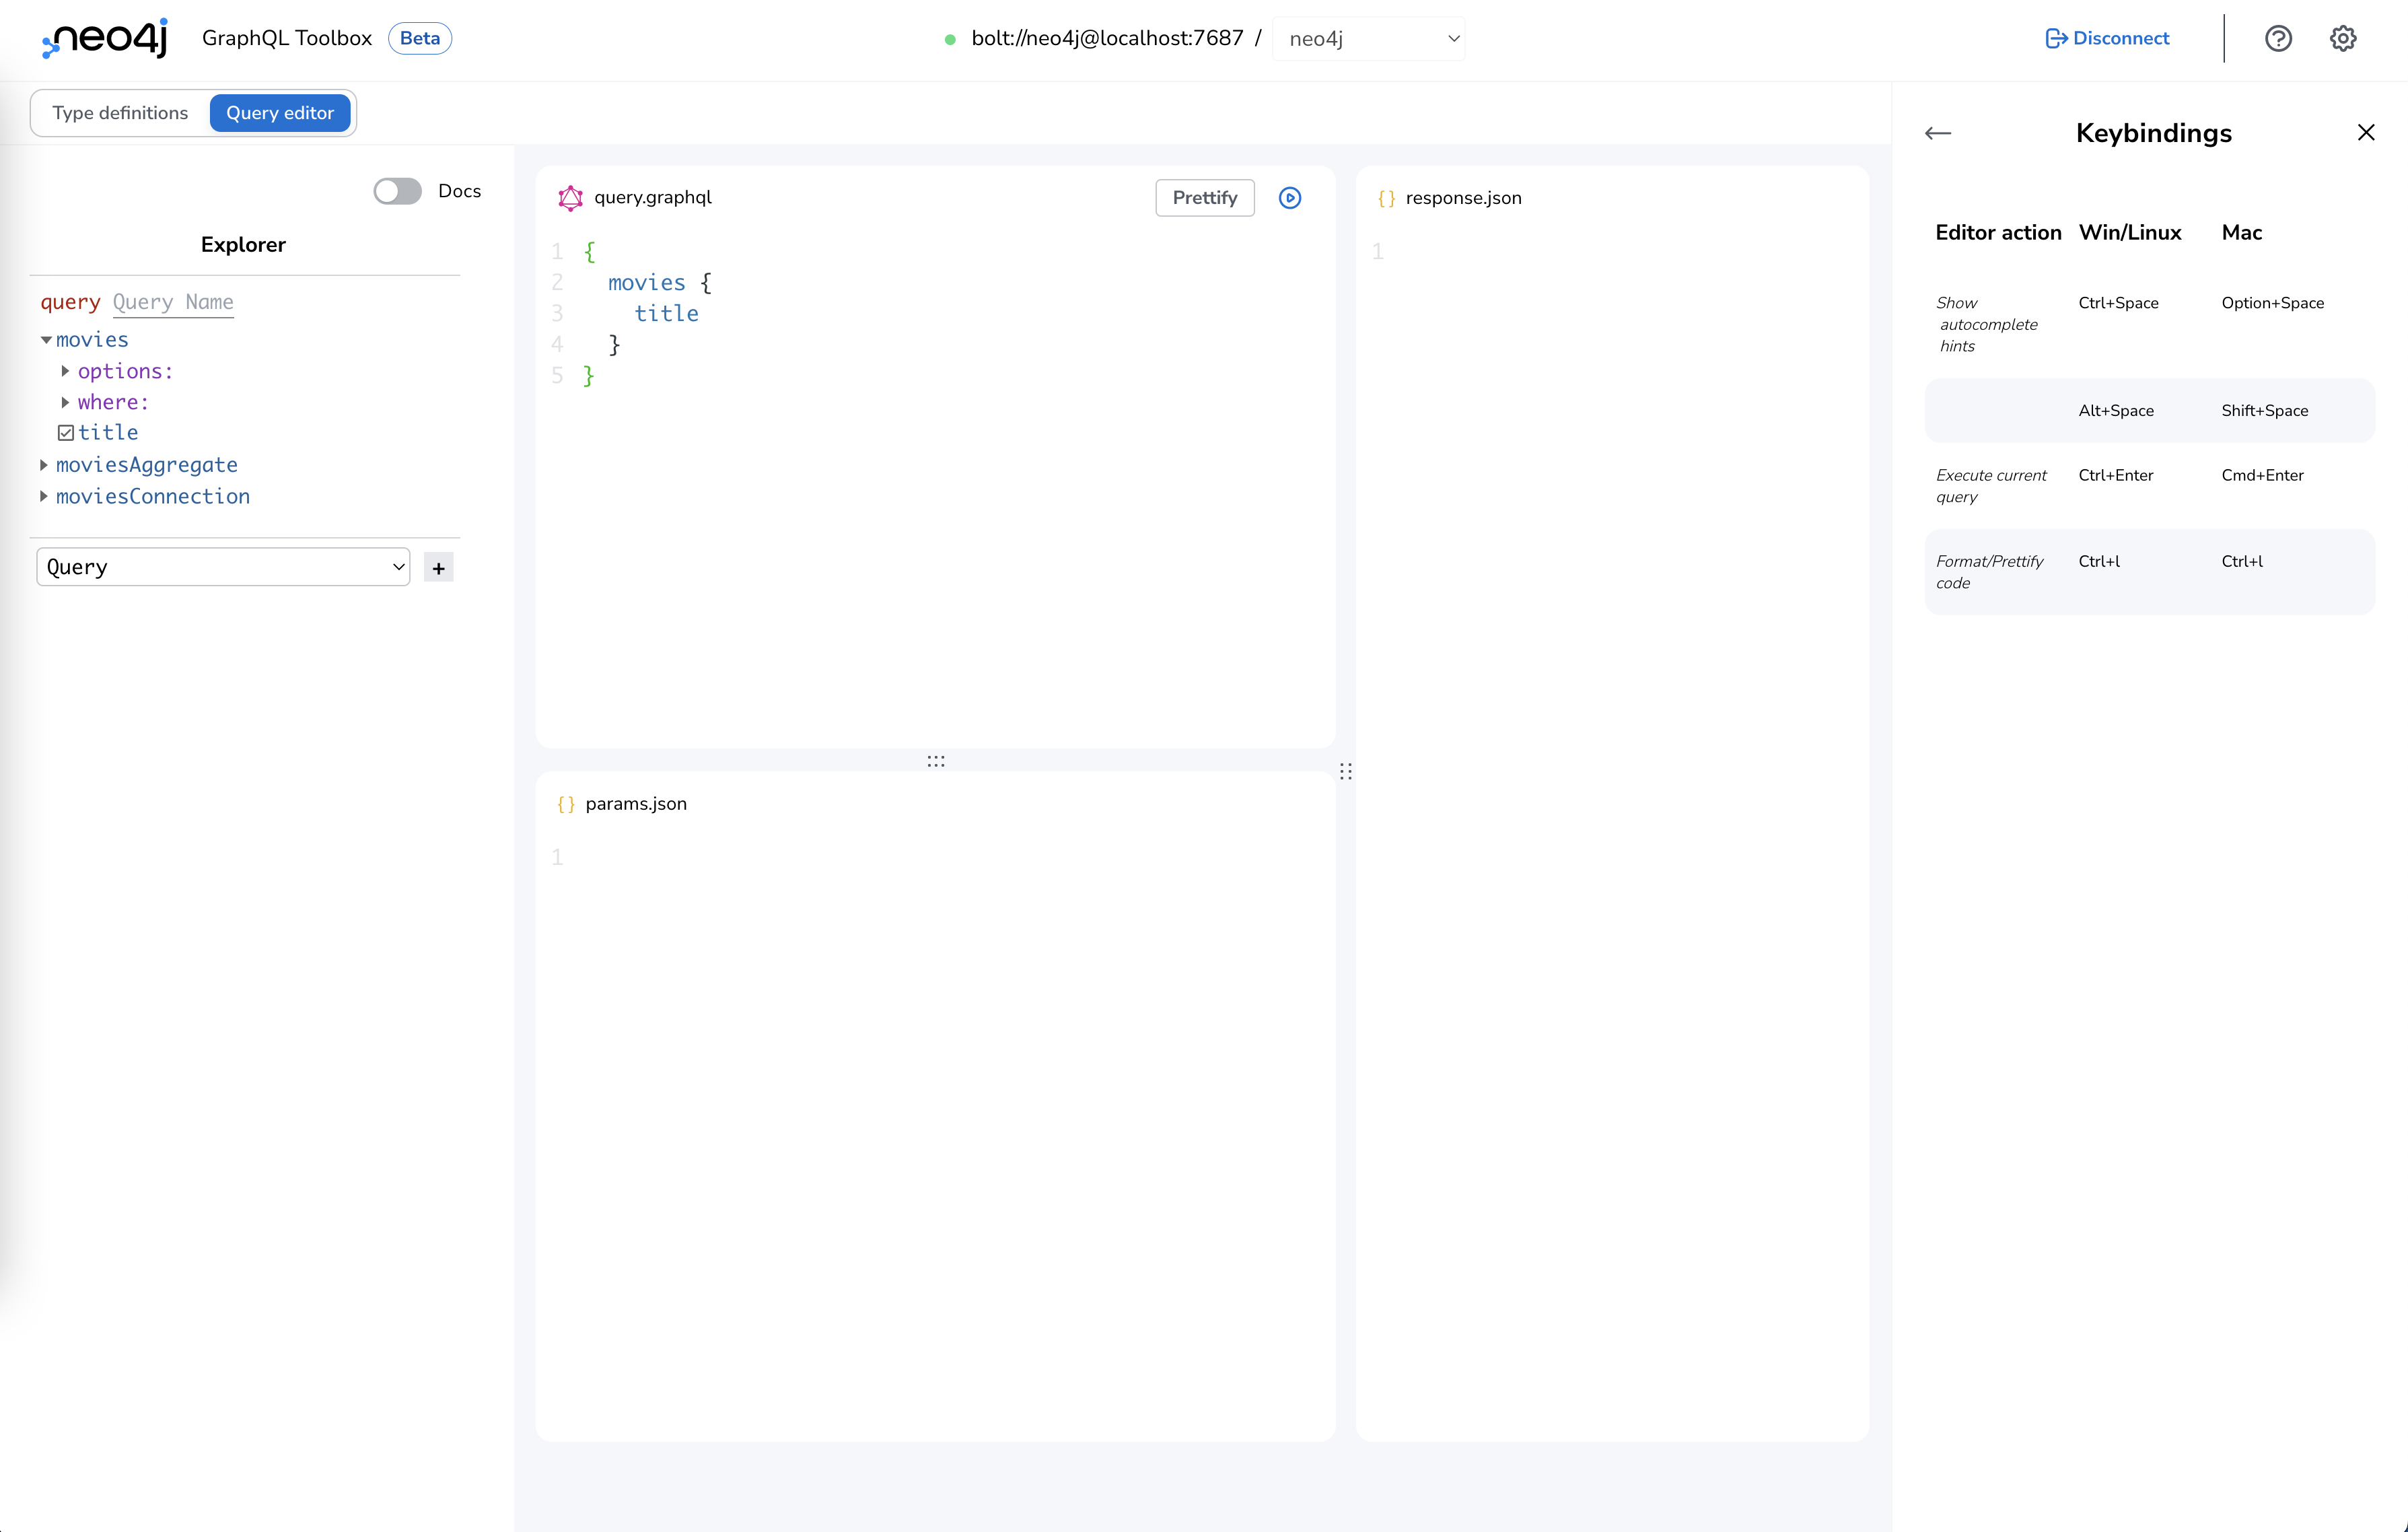 neo4j GraphQL Toolbox Beta
bolt://neo4j@localhost:7687 / neo4j
Disconnect
Type definitions Query editor
Docs
Explorer
query Query Name
movies
options:
where:
title
moviesAggregate
moviesConnection
Query +
query.graphql Prettify
1 {
2 movies {
3 title
4 }
5 }
params.json
1
response.json
1
Keybindings
Editor action Win/Linux Mac
Show Ctrl+Space Option+Space
autocomplete
hints
Alt+Space Shift+Space
Execute current Ctrl+Enter Cmd+Enter
query
Format/Prettify Ctrl+l Ctrl+l
code